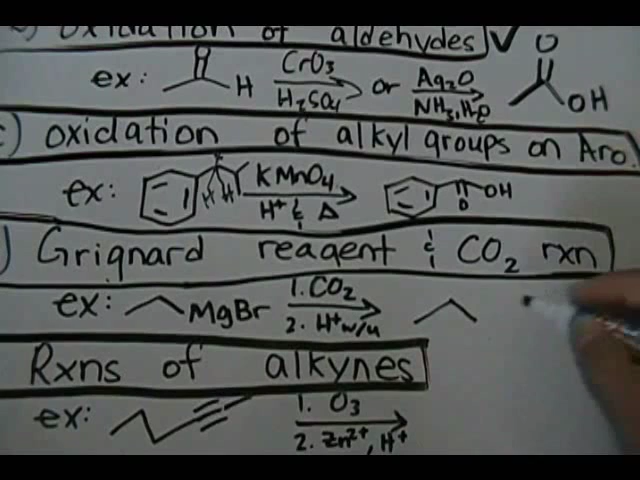 oxidation of aldehydes ✓
O
ex: H CrO3 H2SO4 or Ag2O NH3, H2O OH
c) oxidation of alkyl groups on Aro.
ex: H H KMnO4 H+ & Δ O OH
) Grignard reagent & CO2 rxn
ex: MgBr 1. CO2 2. H+ w/u
Rxns of alkynes
ex: 1. O3 2. Zn2+, H+